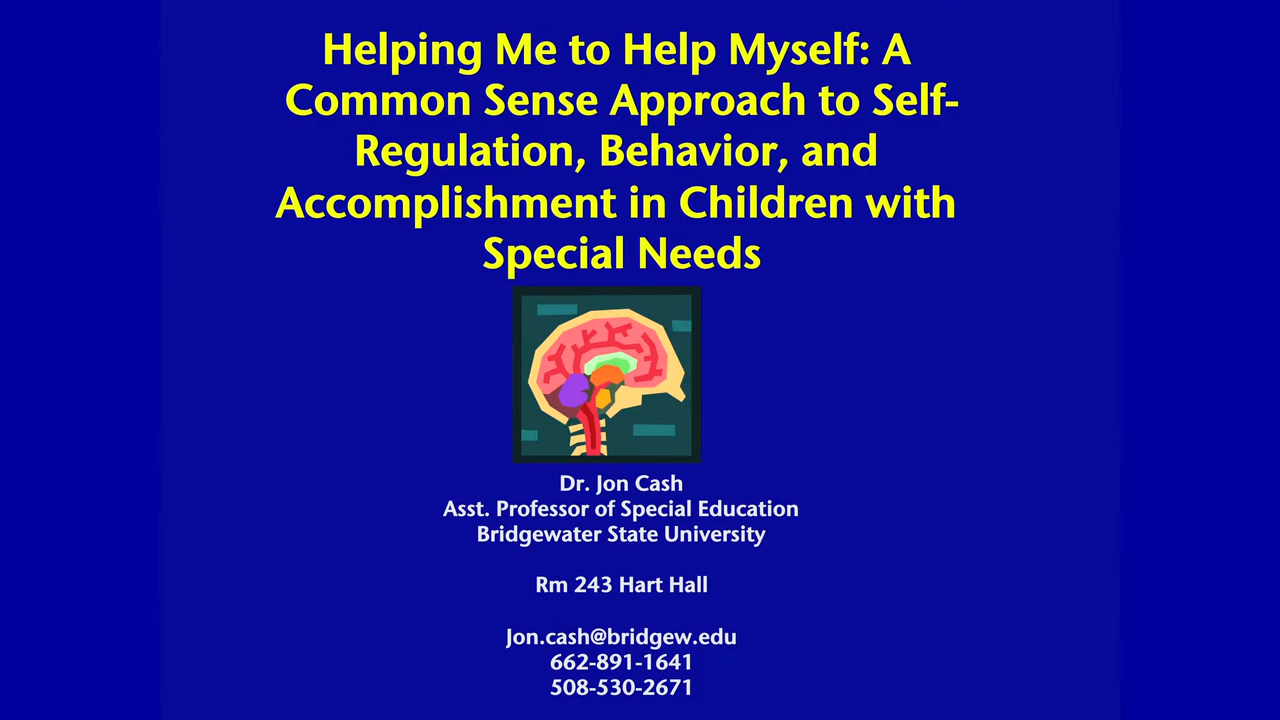 Helping Me to Help Myself: A
Common Sense Approach to Self-
Regulation, Behavior, and
Accomplishment in Children with
Special Needs
Dr. Jon Cash
Asst. Professor of Special Education
Bridgewater State University
Rm 243 Hart Hall
Jon.cash@bridgew.edu
662-891-1641
508-530-2671